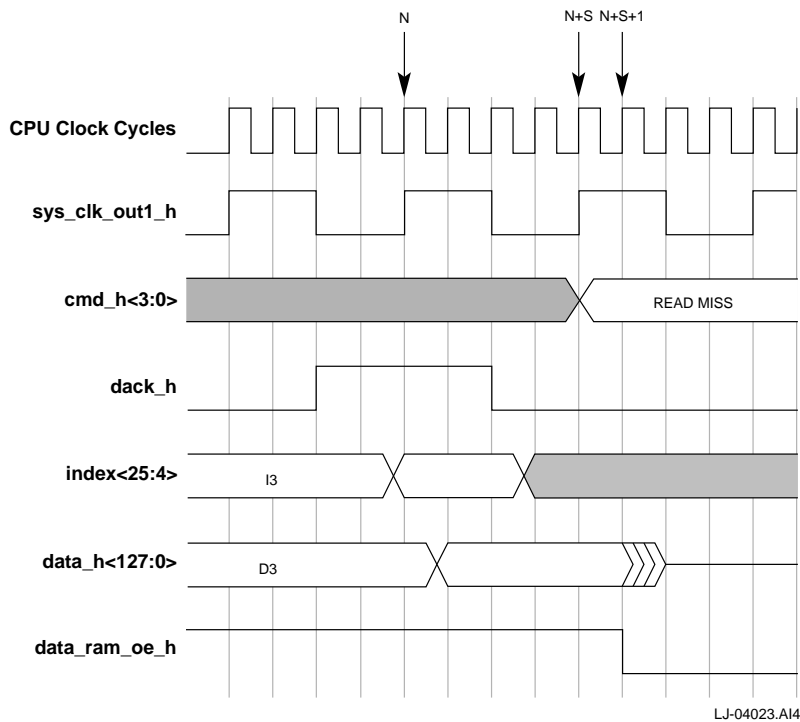 N
N+S
N+S+1
CPU Clock Cycles
sys_clk_out1_h
cmd_h<3:0>
READ MISS
dack_h
index<25:4>
I3
data_h<127:0>
D3
data_ram_oe_h
LJ-04023.AI4